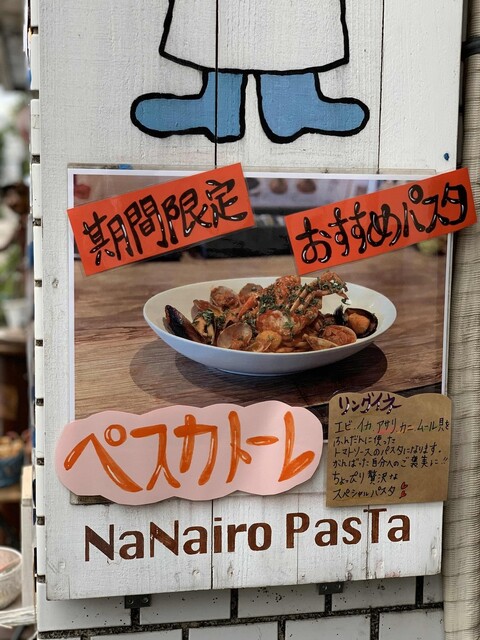 期間限定
おすすめパスタ
ペスカトーレ
リングイネ
エビ、イカ、アサリ、カニ、ムール貝を
ふんだんに使った
トマトソースのパスタになります。
がんばった自分へのご褒美に!!
ちょっぴり贅沢な
スペシャルパスタ
NaNairo PasTa